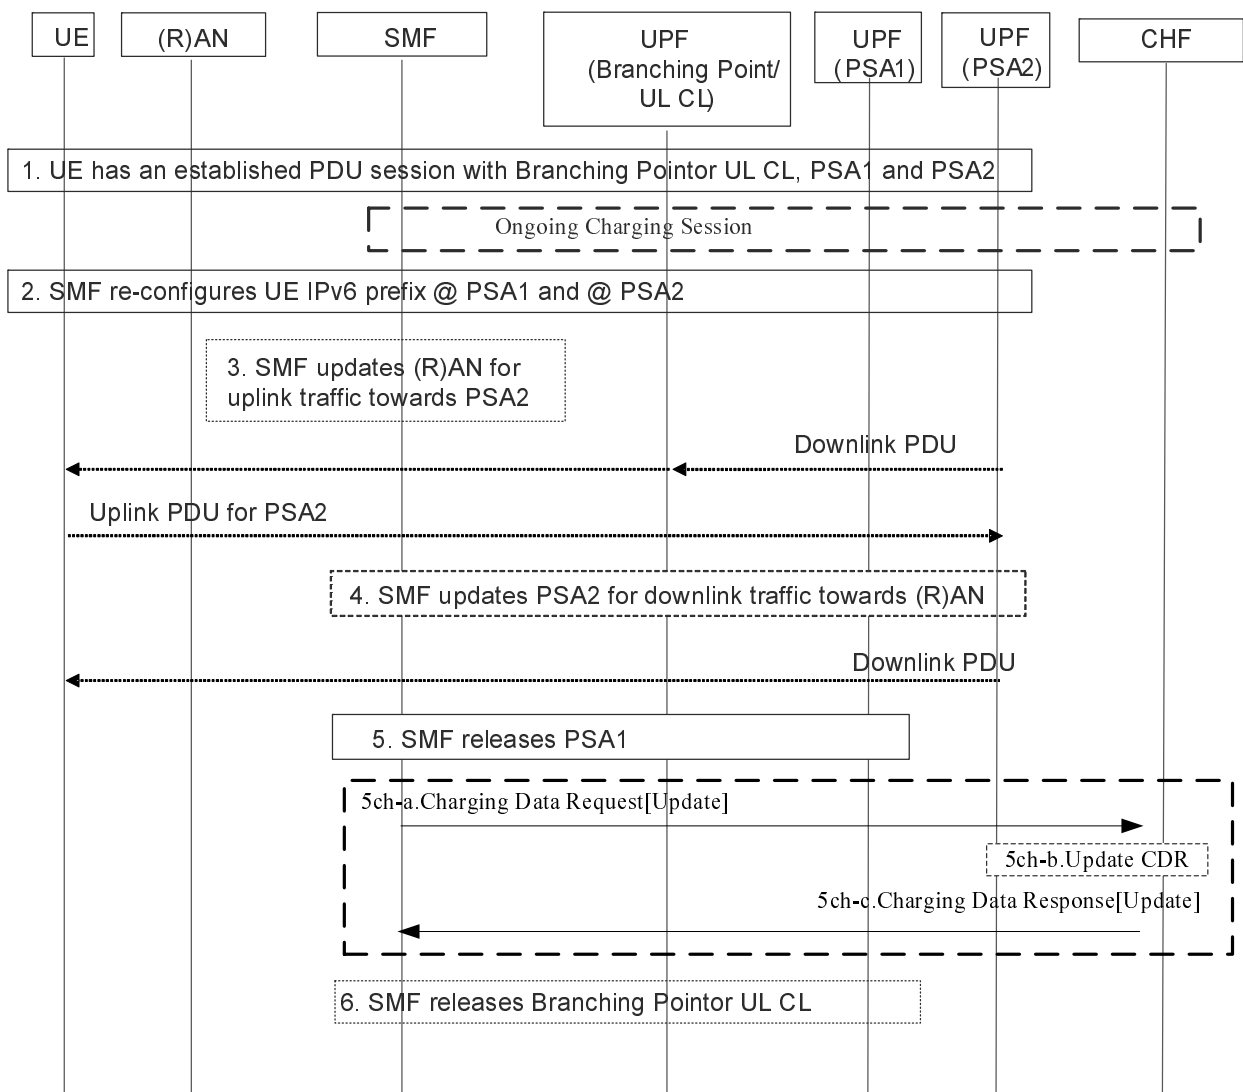 UE
(R)AN
SMF
UPF
(Branching Point/
UL CL)
UPF
(PSA1)
UPF
(PSA2)
CHF
1. UE has an established PDU session with Branching Pointor UL CL, PSA1 and PSA2
Ongoing Charging Session
2. SMF re-configures UE IPv6 prefix @ PSA1 and @ PSA2
3. SMF updates (R)AN for
uplink traffic towards PSA2
Downlink PDU
Uplink PDU for PSA2
4. SMF updates PSA2 for downlink traffic towards (R)AN
Downlink PDU
5. SMF releases PSA1
5ch-a.Charging Data Request[Update]
5ch-b.Update CDR
5ch-c.Charging Data Response[Update]
6. SMF releases Branching Pointor UL CL